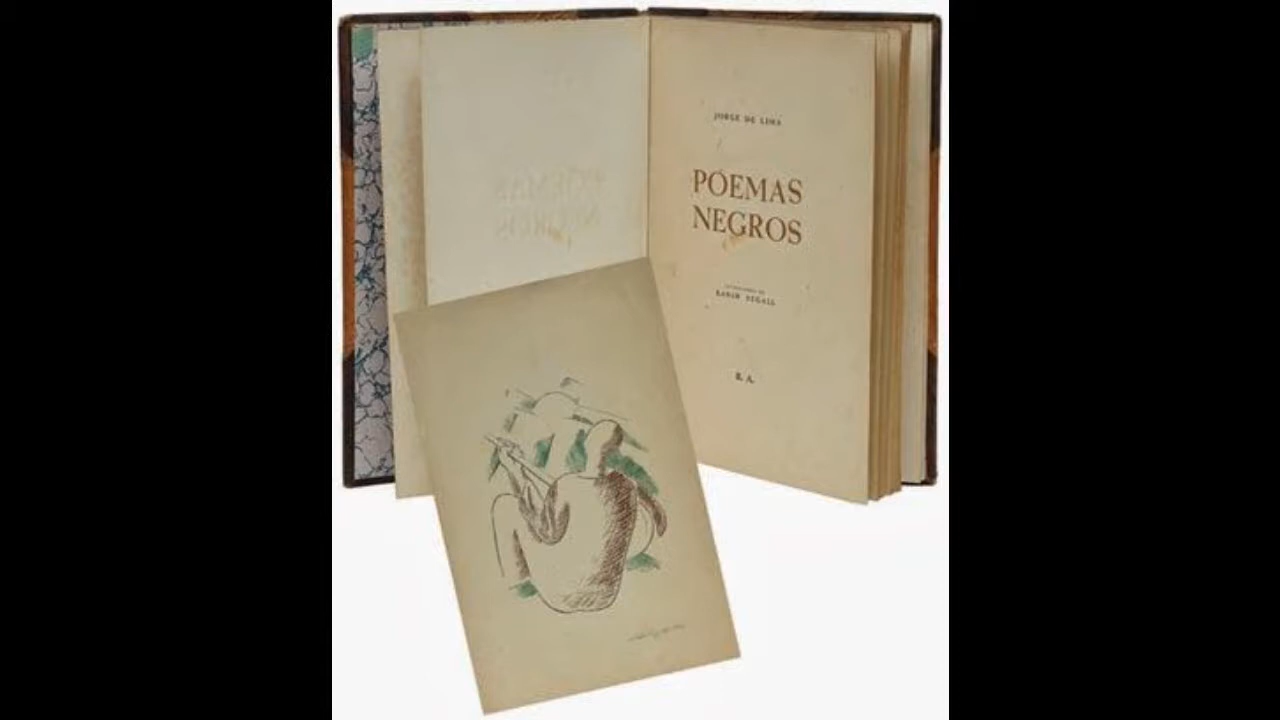 JORGE DE LIMA
POEMAS
NEGROS
LASAR SEGALL
R. A.